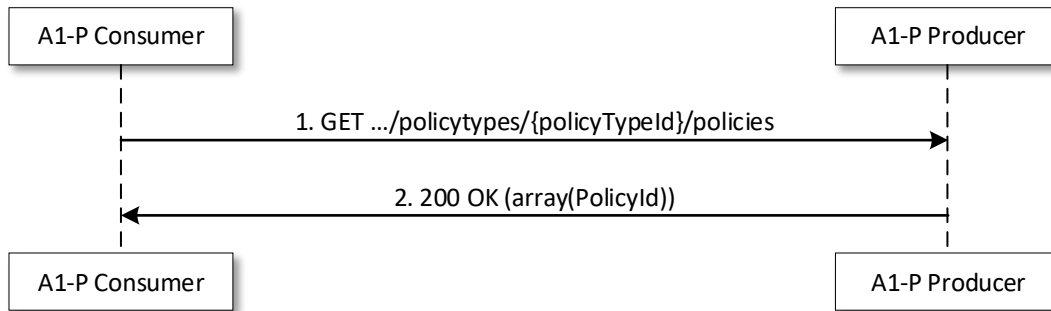 A1-P Consumer
A1-P Producer
1. GET .../policytypes/{policyTypeId}/policies
2. 200 OK (array(PolicyId))
A1-P Consumer
A1-P Producer